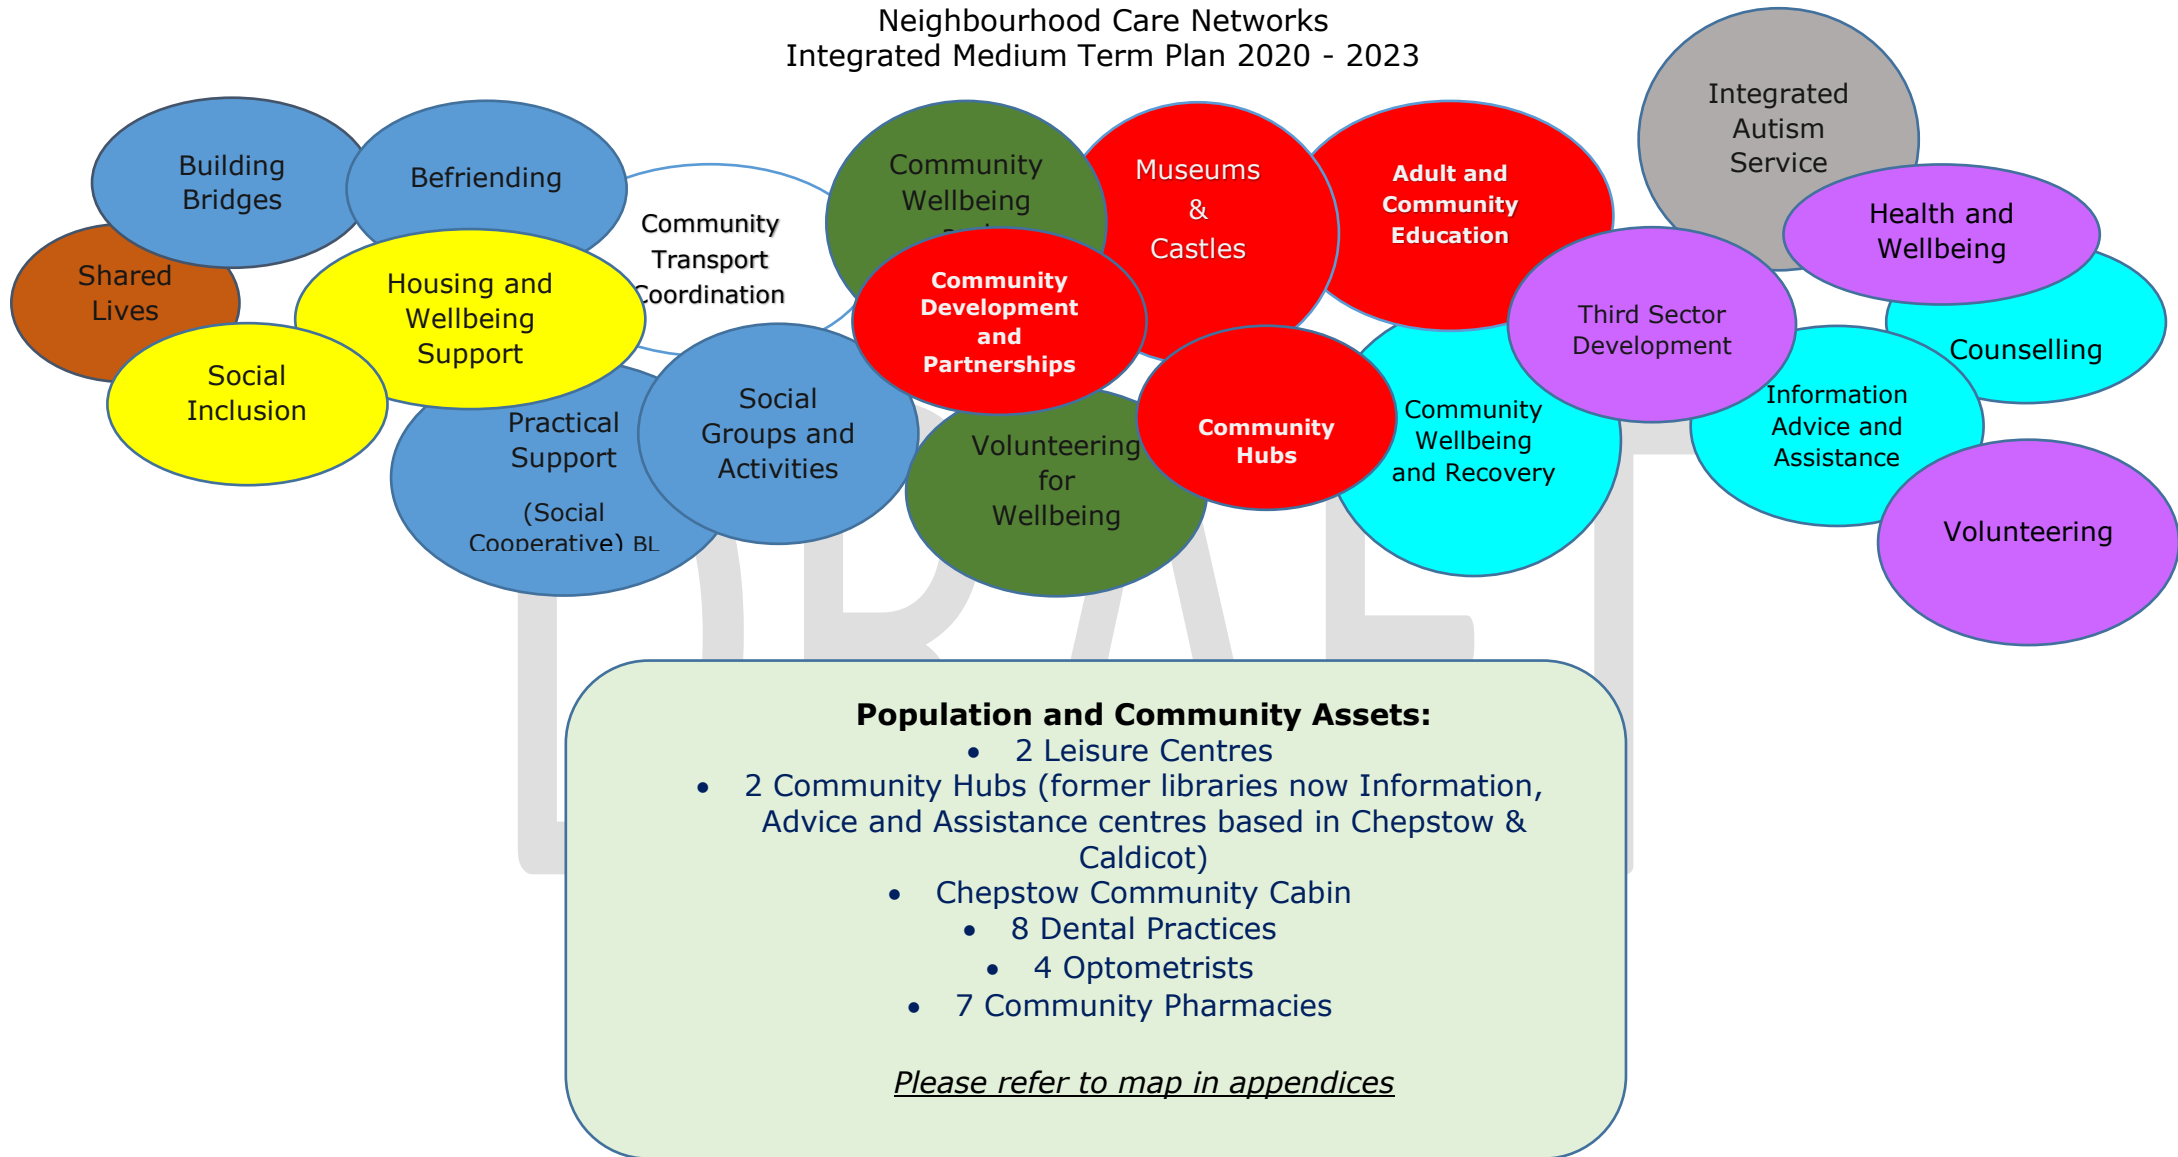 Neighbourhood Care Networks
Integrated Medium Term Plan 2020 - 2023
Building
Bridges
Befriending
Shared
Lives
Social
Inclusion
Housing and
Wellbeing
Support
Community
Transport
Coordination
Practical
Support
(Social
Cooperative) BL
Social
Groups and
Activities
Community
Wellbeing
Community
Development
and
Partnerships
Volunteering
for
Wellbeing
Museums
&
Castles
Community
Hubs
Adult and
Community
Education
Community
Wellbeing
and Recovery
Third Sector
Development
Integrated
Autism
Service
Health and
Wellbeing
Counselling
Information
Advice and
Assistance
Volunteering
DRAFT
Population and Community Assets:
• 2 Leisure Centres
• 2 Community Hubs (former libraries now Information,
Advice and Assistance centres based in Chepstow &
Caldicot)
• Chepstow Community Cabin
• 8 Dental Practices
• 4 Optometrists
• 7 Community Pharmacies
Please refer to map in appendices